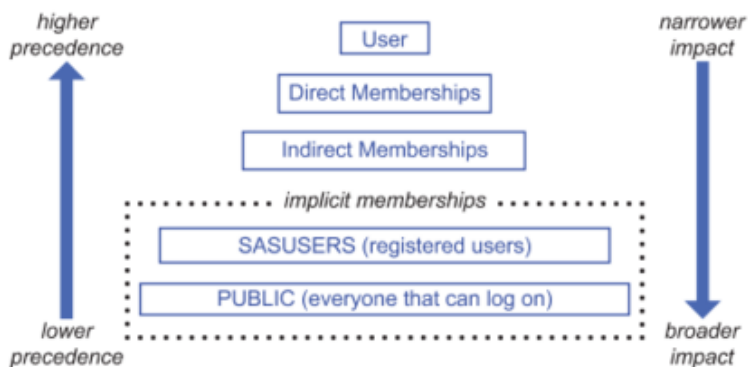 higher
precedence
User
narrower
impact
Direct Memberships
Indirect Memberships
implicit memberships
SASUSERS (registered users)
PUBLIC (everyone that can log on)
lower
precedence
broader
impact